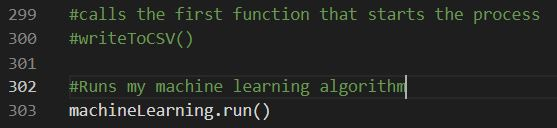 299 #calls the first function that starts the process
300 #writeToCSV()
301
302 #Runs my machine learning algorithm
303 machineLearning.run()